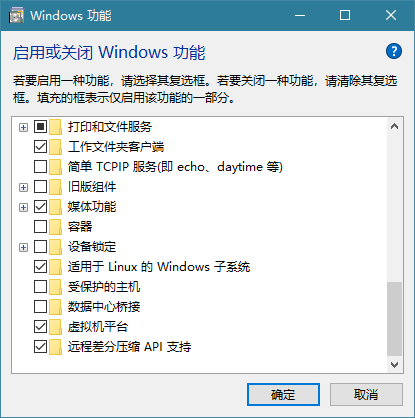 Windows 功能
启用或关闭 Windows 功能
若要启用一种功能，请选择其复选框。若要关闭一种功能，请清除其复选
框。填充的框表示仅启用该功能的一部分。
打印和文件服务
工作文件夹客户端
简单 TCPIP 服务(即 echo、daytime 等)
旧版组件
媒体功能
容器
设备锁定
适用于 Linux 的 Windows 子系统
受保护的主机
数据中心桥接
虚拟机平台
远程差分压缩 API 支持
确定
取消